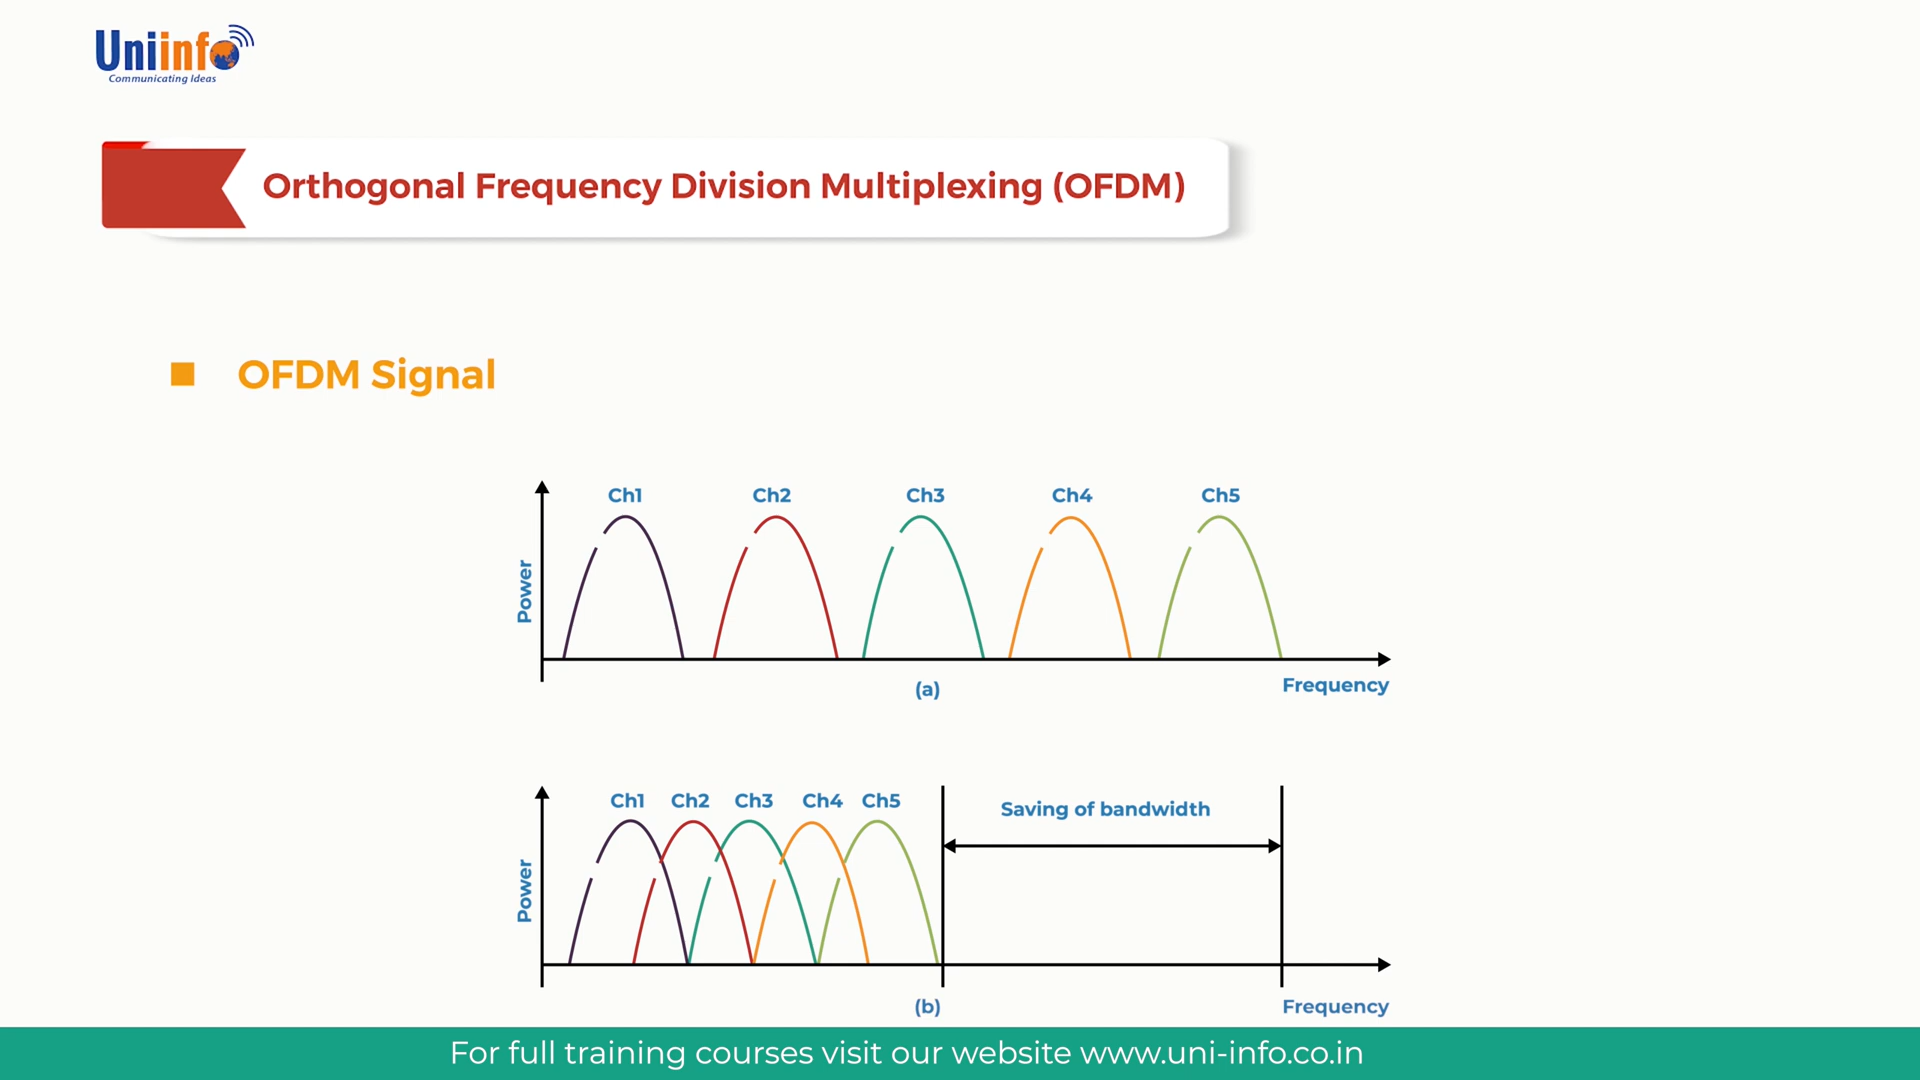 Uniinfo
Communicating Ideas
Orthogonal Frequency Division Multiplexing (OFDM)
OFDM Signal
Ch1 Ch2 Ch3 Ch4 Ch5
Power
(a)
Frequency
Ch1 Ch2 Ch3 Ch4 Ch5
Saving of bandwidth
Power
(b)
Frequency
For full training courses visit our website www.uni-info.co.in